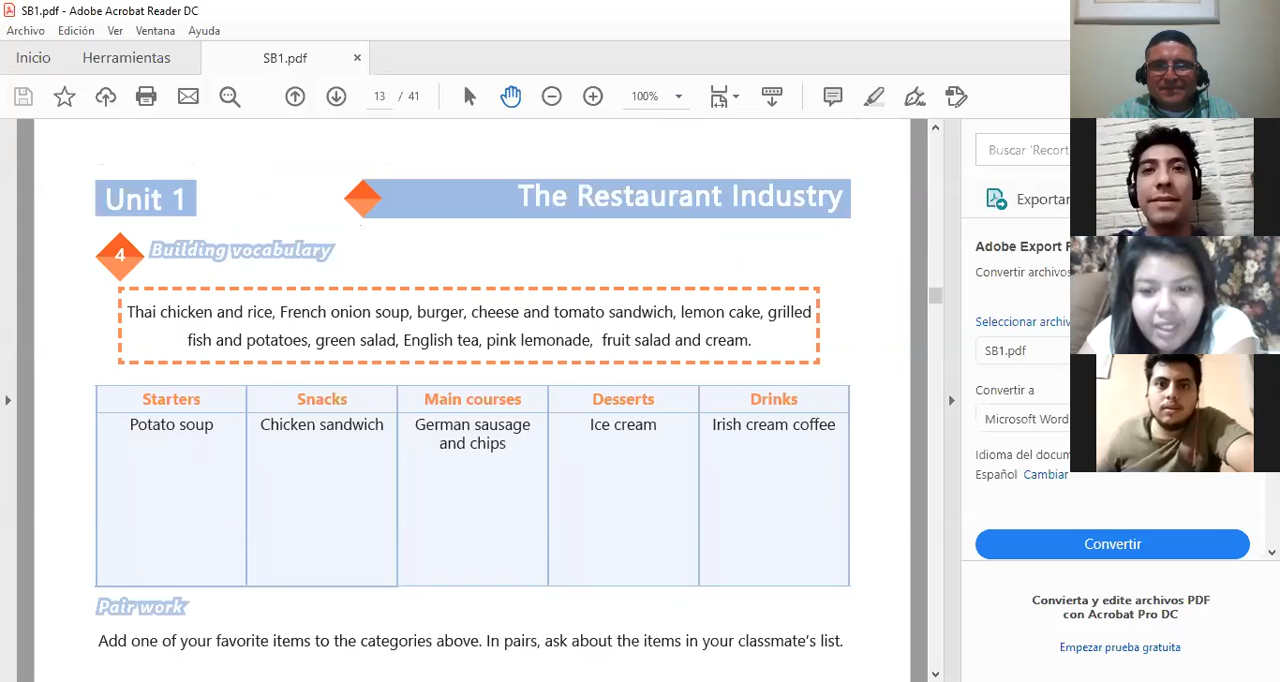 SB1.pdf - Adobe Acrobat Reader DC
Archivo Edición Ver Ventana Ayuda
Inicio Herramientas SB1.pdf ×
13 / 41 100%
Unit 1 The Restaurant Industry
4 Building vocabulary
Thai chicken and rice, French onion soup, burger, cheese and tomato sandwich, lemon cake, grilled
fish and potatoes, green salad, English tea, pink lemonade, fruit salad and cream.
Starters Snacks Main courses Desserts Drinks
Potato soup Chicken sandwich German sausage and chips Ice cream Irish cream coffee
Pair work
Add one of your favorite items to the categories above. In pairs, ask about the items in your classmate's list.
Buscar 'Recort
Exportar
Adobe Export P
Convertir archivos
Seleccionar archiv
SB1.pdf
Convertir a
Microsoft Word
Idioma del docum
Español Cambiar
Convertir
Convierta y edite archivos PDF
con Acrobat Pro DC
Empezar prueba gratuita